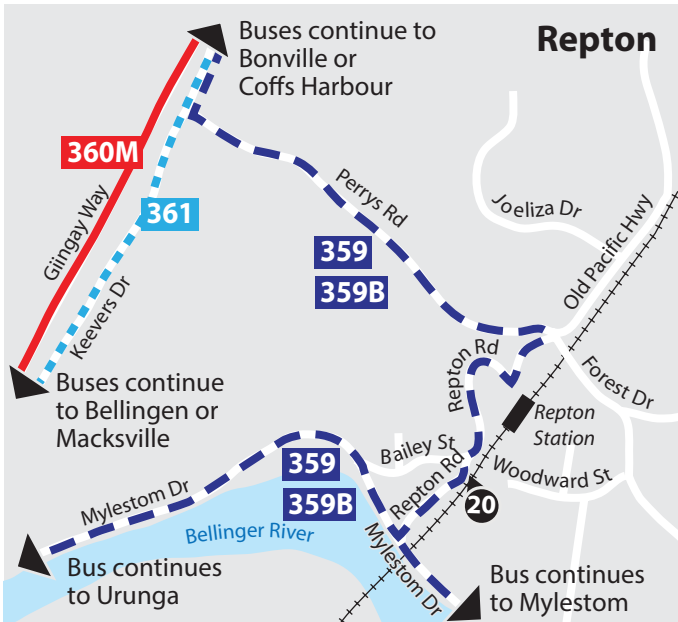 Repton
Buses continue to
Bonville or
Coffs Harbour
360M
361
Giingay Way
Keevers Dr
Perrys Rd
Joeliza Dr
Old Pacific Hwy
359
359B
Buses continue
to Bellingen or
Macksville
Repton Rd
Forest Dr
Repton
Station
Bailey St
Woodward St
359
359B
Repton Rd
20
Mylestom Dr
Bellinger River
Mylestom Dr
Bus continues
to Urunga
Bus continues
to Mylestom